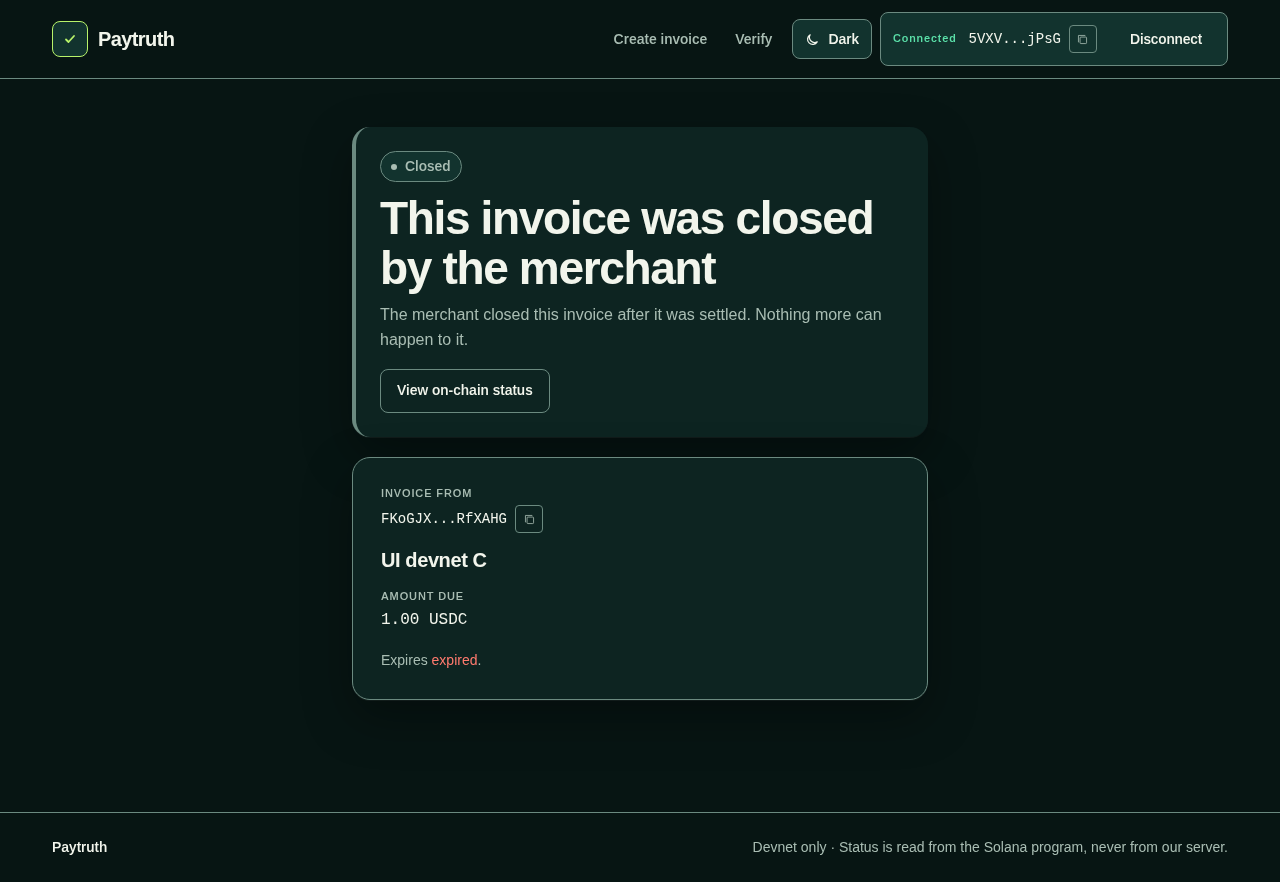 Paytruth
Create invoice
Verify
Dark
Connected 5VXV...jPsG
Disconnect
Closed
This invoice was closed
by the merchant
The merchant closed this invoice after it was settled. Nothing more can
happen to it.
View on-chain status
INVOICE FROM
FKoGJX...RfXAHG
UI devnet C
AMOUNT DUE
1.00 USDC
Expires expired.
Paytruth
Devnet only · Status is read from the Solana program, never from our server.